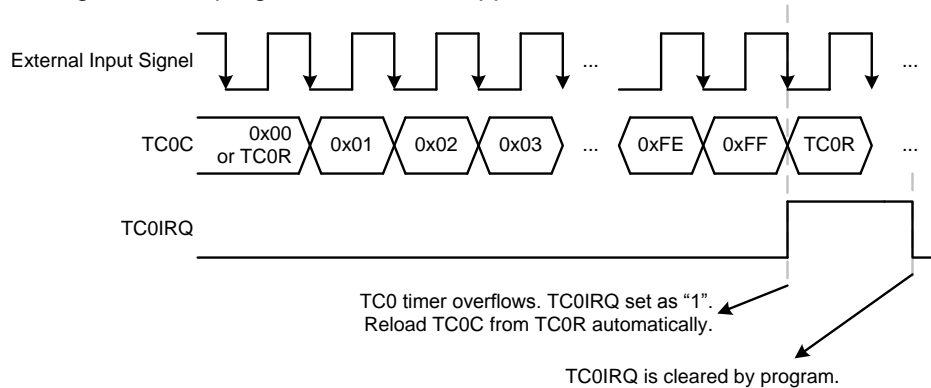 External Input Signel
...
...
TC0C
0x00
or TC0R
0x01
0x02
0x03
...
0xFE
0xFF
TC0R
...
TC0IRQ
TC0 timer overflows. TC0IRQ set as “1”.
Reload TC0C from TC0R automatically.
TC0IRQ is cleared by program.